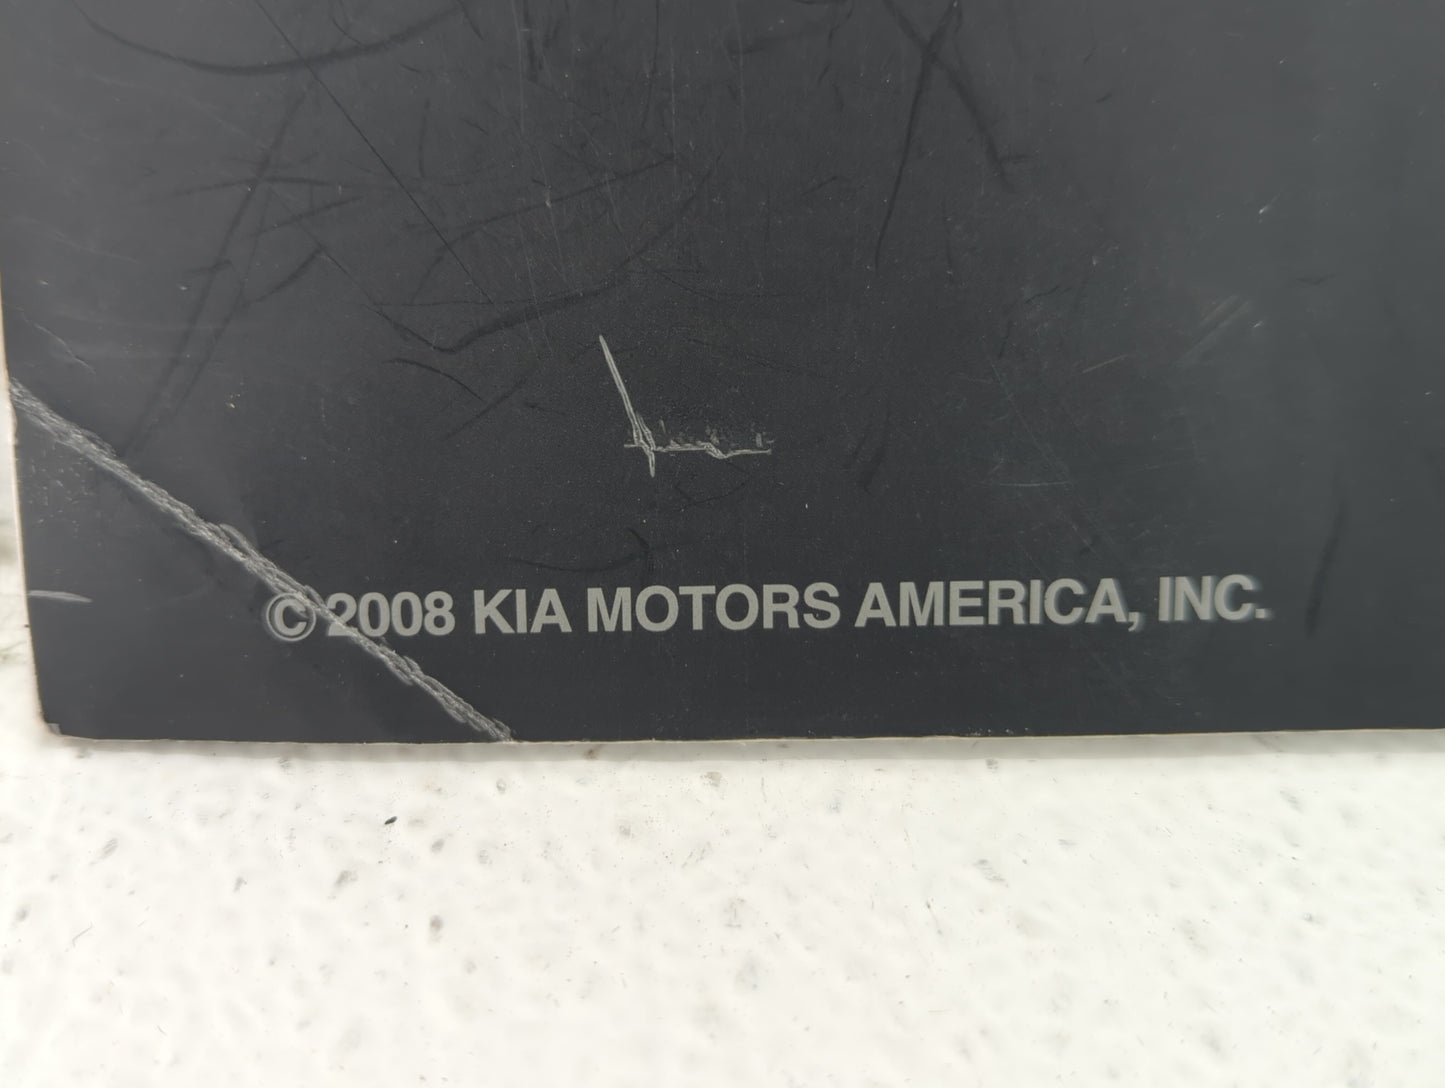 © 2008 KIA MOTORS AMERICA, INC.